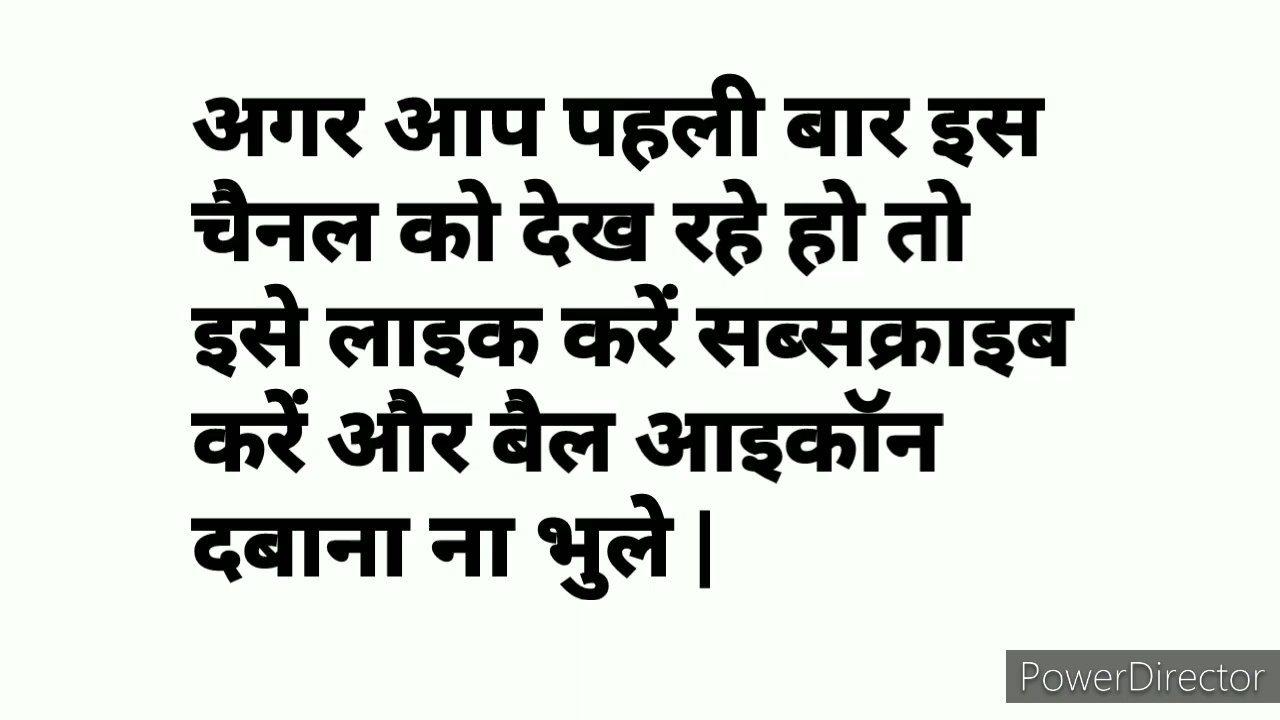 अगर आप पहली बार इस
चैनल को देख रहे हो तो
इसे लाइक करें सब्सक्राइब
करें और बैल आइकॉन
दबाना ना भुले |
PowerDirector